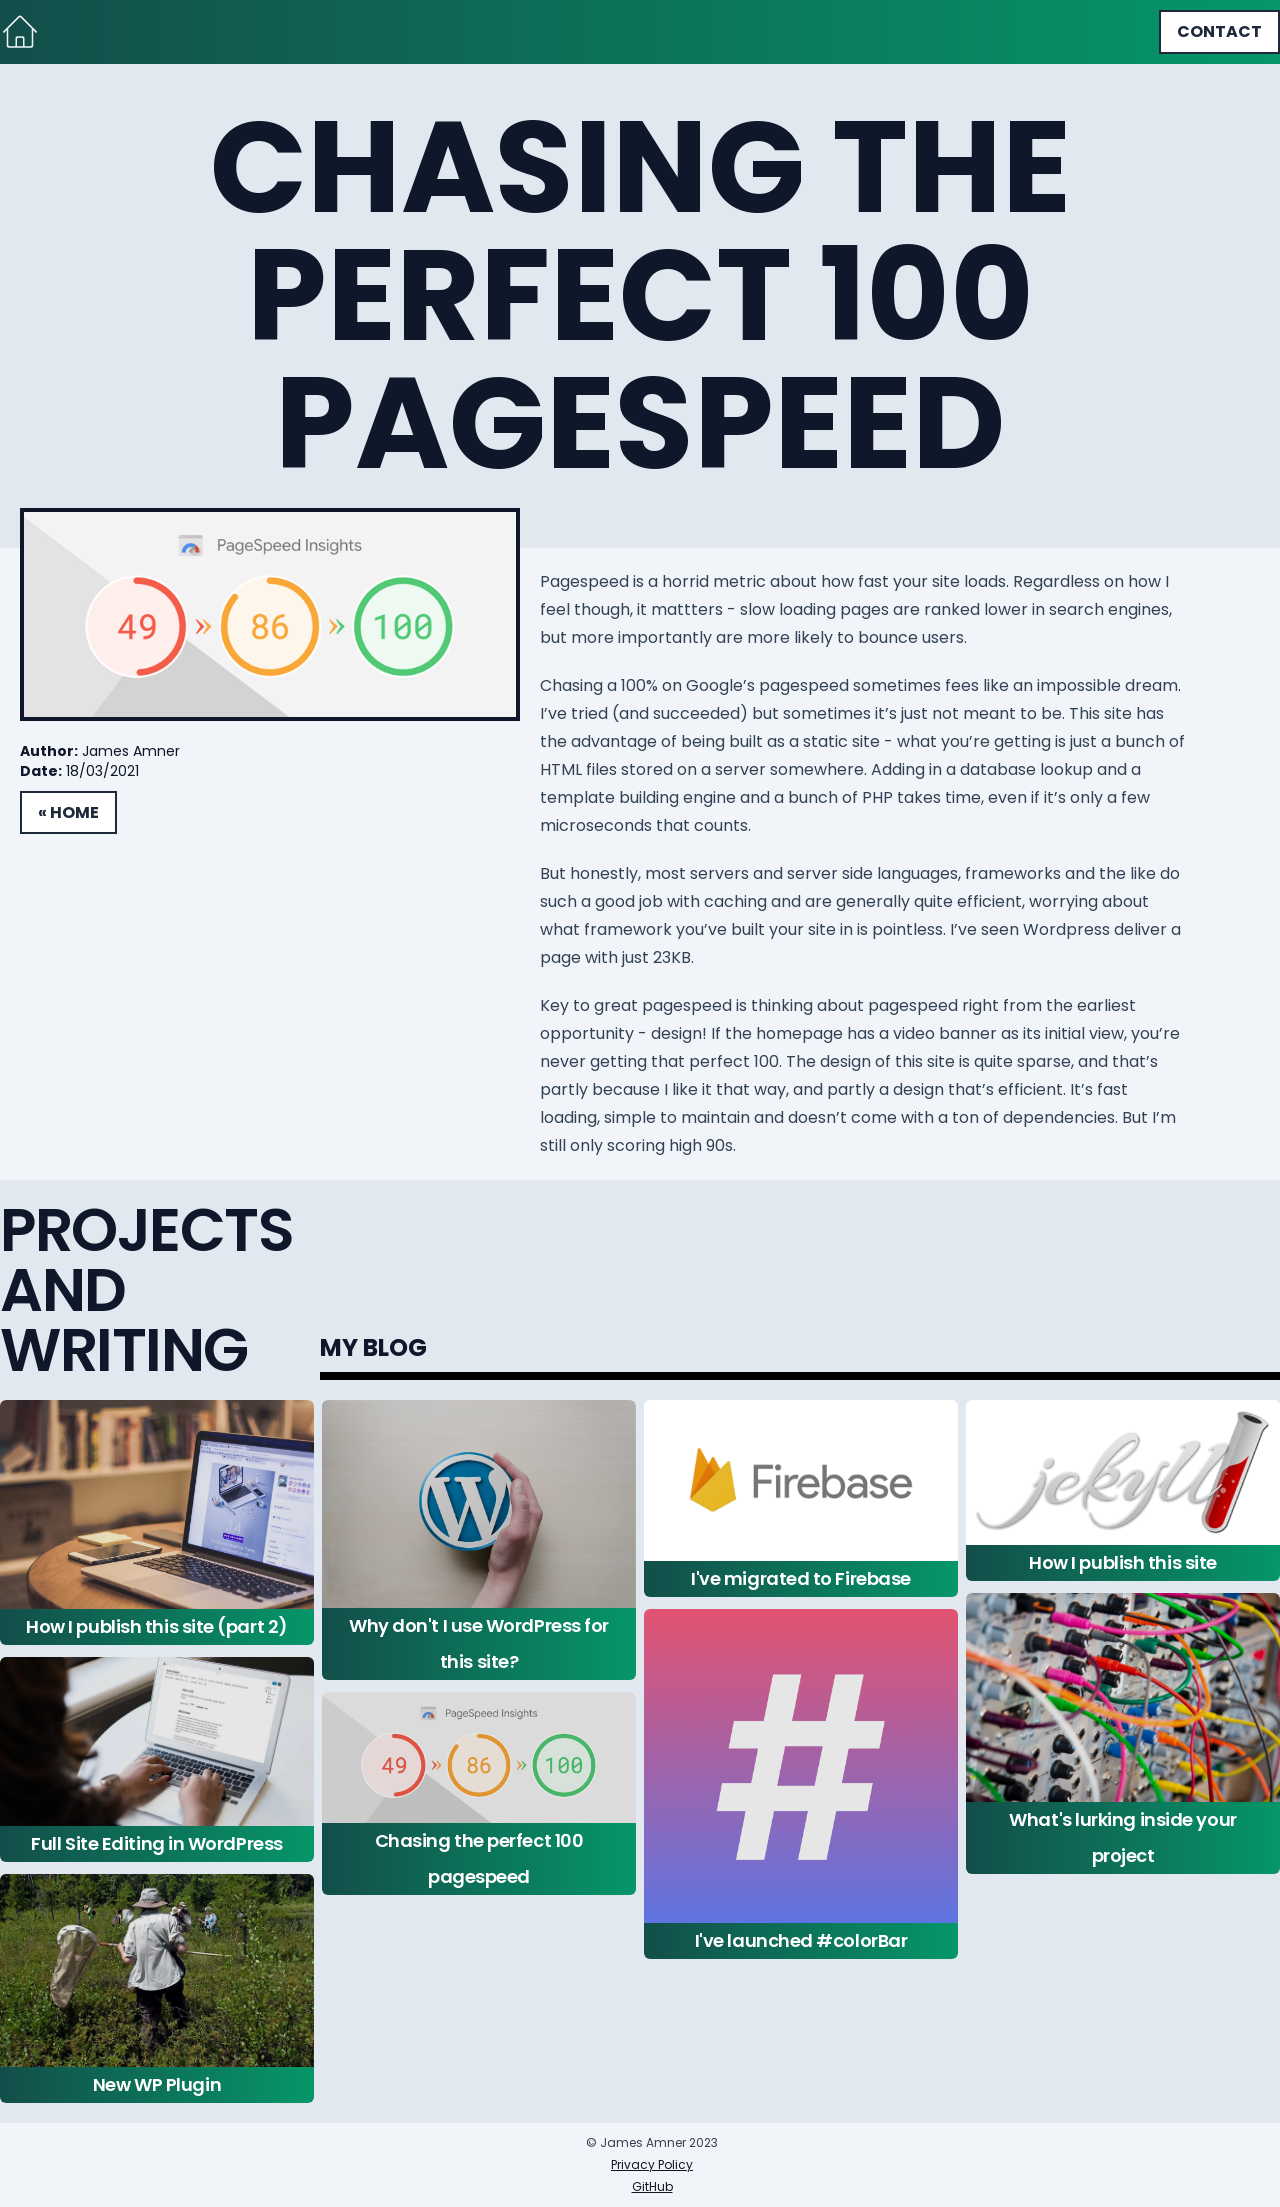 CONTACT
CHASING THE
PERFECT 100
PAGESPEED
PageSpeed Insights
49 » 86 » 100
Author: James Amner
Date: 18/03/2021
« HOME
Pagespeed is a horrid metric about how fast your site loads. Regardless on how I
feel though, it mattters - slow loading pages are ranked lower in search engines,
but more importantly are more likely to bounce users.
Chasing a 100% on Google’s pagespeed sometimes fees like an impossible dream.
I’ve tried (and succeeded) but sometimes it’s just not meant to be. This site has
the advantage of being built as a static site - what you’re getting is just a bunch of
HTML files stored on a server somewhere. Adding in a database lookup and a
template building engine and a bunch of PHP takes time, even if it’s only a few
microseconds that counts.
But honestly, most servers and server side languages, frameworks and the like do
such a good job with caching and are generally quite efficient, worrying about
what framework you’ve built your site in is pointless. I’ve seen Wordpress deliver a
page with just 23KB.
Key to great pagespeed is thinking about pagespeed right from the earliest
opportunity - design! If the homepage has a video banner as its initial view, you’re
never getting that perfect 100. The design of this site is quite sparse, and that’s
partly because I like it that way, and partly a design that’s efficient. It’s fast
loading, simple to maintain and doesn’t come with a ton of dependencies. But I’m
still only scoring high 90s.
PROJECTS
AND
WRITING
MY BLOG
How I publish this site (part 2)
Full Site Editing in WordPress
New WP Plugin
W
Why don't I use WordPress for
this site?
PageSpeed Insights
49 » 86 » 100
Chasing the perfect 100
pagespeed
Firebase
I've migrated to Firebase
#
I've launched #colorBar
jekyll
How I publish this site
What's lurking inside your
project
© James Amner 2023
Privacy Policy
GitHub